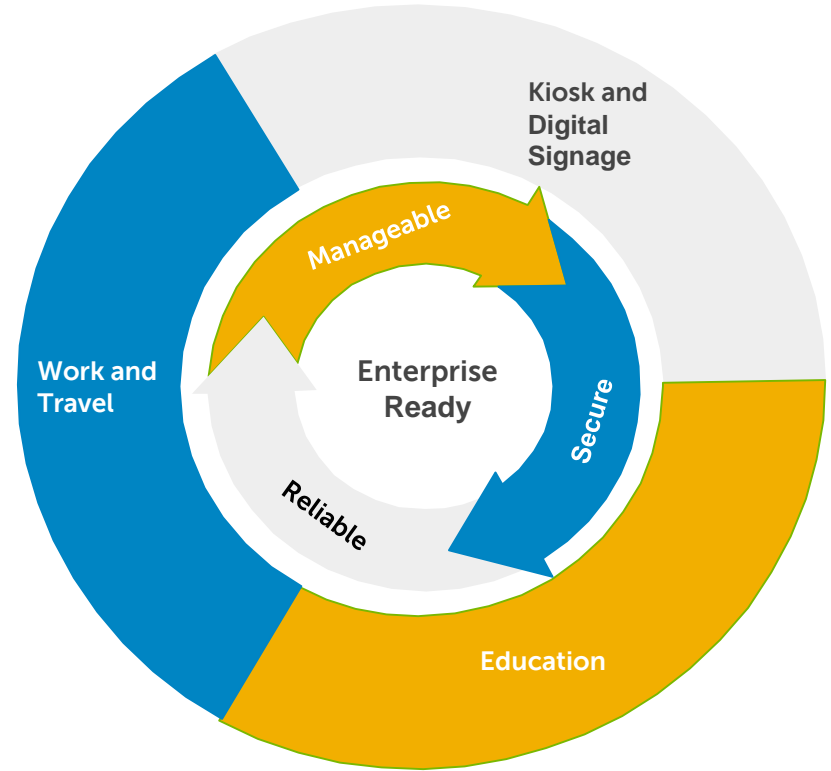 Kiosk and
Digital
Signage
Manageable
Work and
Travel
Enterprise
Ready
Secure
Reliable
Education